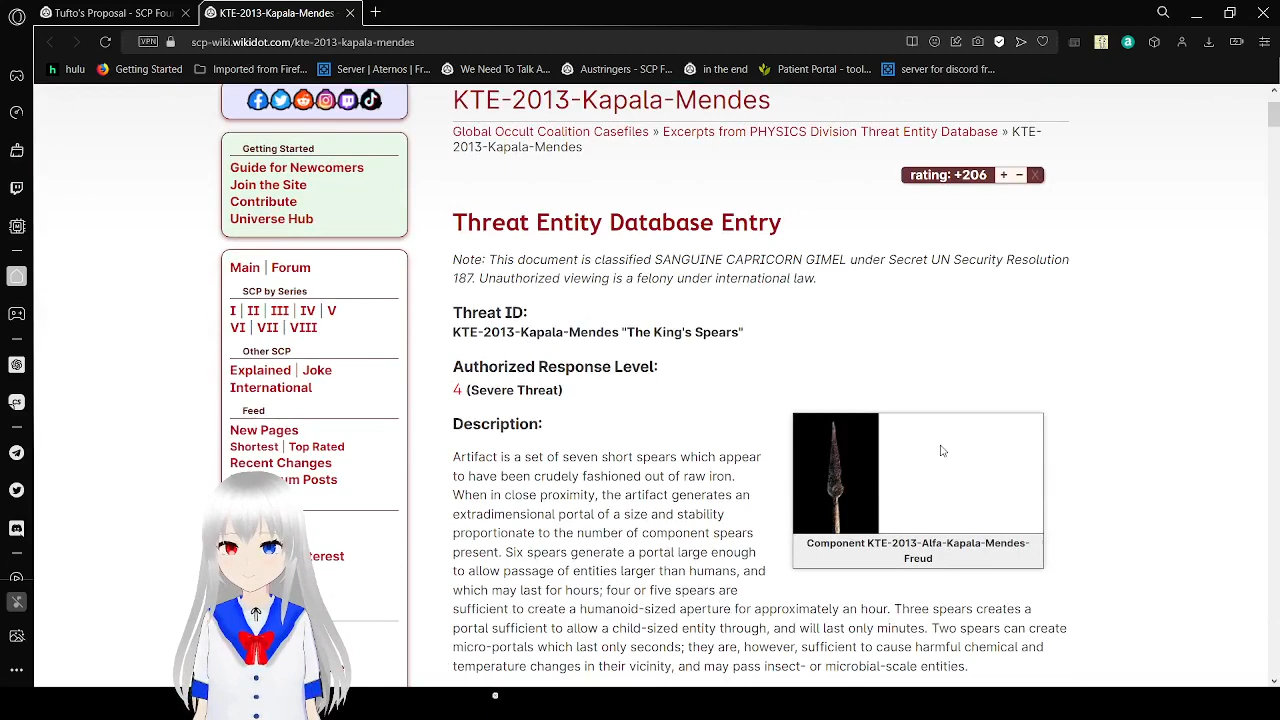 Tufto's Proposal - SCP Foun
KTE-2013-Kapala-Mendes
VPN
scp-wiki.wikidot.com/kte-2013-kapala-mendes
hulu
Getting Started
Imported from Firef...
Server | Aternos | Fr...
We Need To Talk A...
Austringers - SCP F...
in the end
Patient Portal - tool...
server for discord fr...
Getting Started
Guide for Newcomers
Join the Site
Contribute
Universe Hub
Main | Forum
SCP by Series
I | II | III | IV | V
VI | VII | VIII
Other SCP
Explained | Joke
International
Feed
New Pages
Shortest | Top Rated
Recent Changes
um Posts
terest
KTE-2013-Kapala-Mendes
Global Occult Coalition Casefiles » Excerpts from PHYSICS Division Threat Entity Database » KTE-
2013-Kapala-Mendes
rating: +206 + − X
Threat Entity Database Entry
Note: This document is classified SANGUINE CAPRICORN GIMEL under Secret UN Security Resolution
187. Unauthorized viewing is a felony under international law.
Threat ID:
KTE-2013-Kapala-Mendes "The King's Spears"
Authorized Response Level:
4 (Severe Threat)
Description:
Artifact is a set of seven short spears which appear
to have been crudely fashioned out of raw iron.
When in close proximity, the artifact generates an
extradimensional portal of a size and stability
proportionate to the number of component spears
present. Six spears generate a portal large enough
to allow passage of entities larger than humans, and
which may last for hours; four or five spears are
sufficient to create a humanoid-sized aperture for approximately an hour. Three spears creates a
portal sufficient to allow a child-sized entity through, and will last only minutes. Two spears can create
micro-portals which last only seconds; they are, however, sufficient to cause harmful chemical and
temperature changes in their vicinity, and may pass insect- or microbial-scale entities.
Component KTE-2013-Alfa-Kapala-Mendes-
Freud